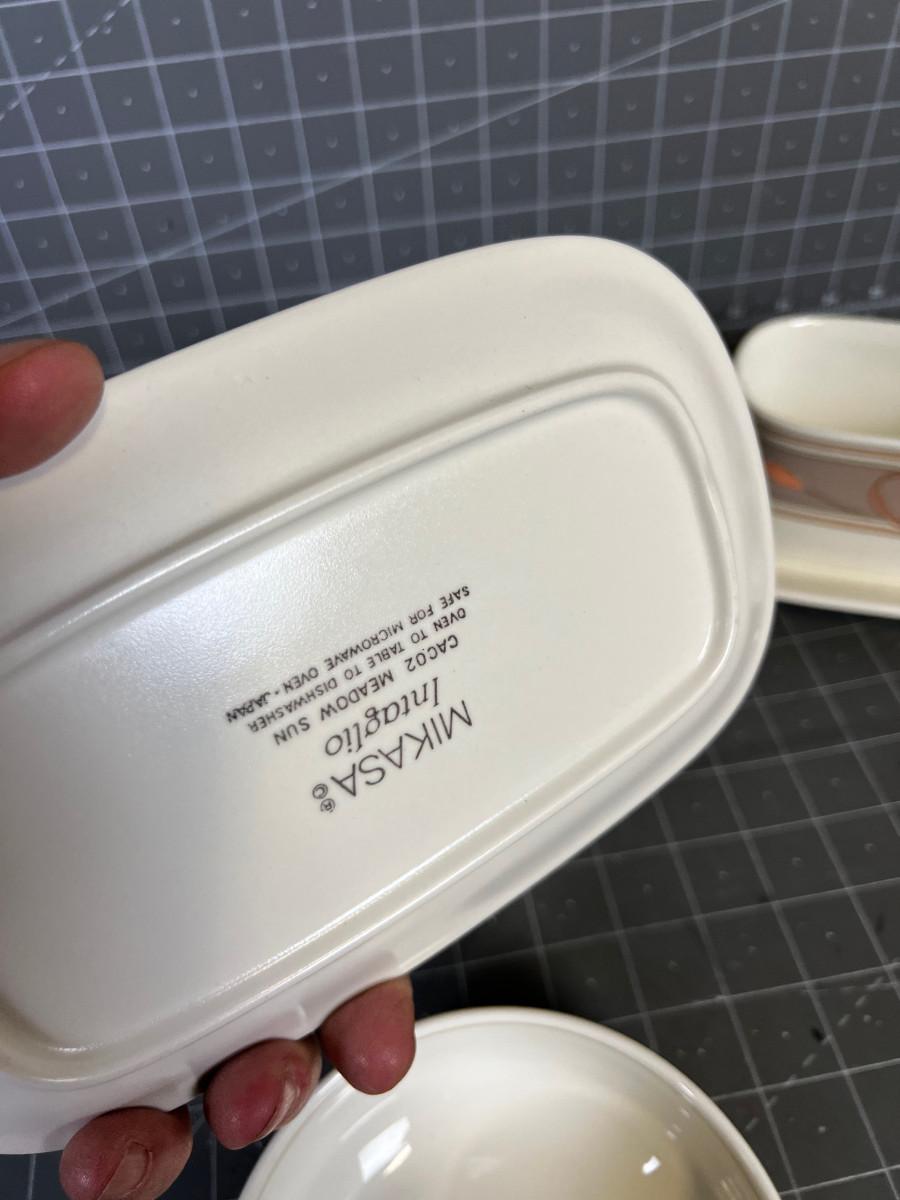 MIKASA®©
Intaglio
CAC02 MEADOW SUN
OVEN TO TABLE TO DISHWASHER
SAFE FOR MICROWAVE OVEN • JAPAN